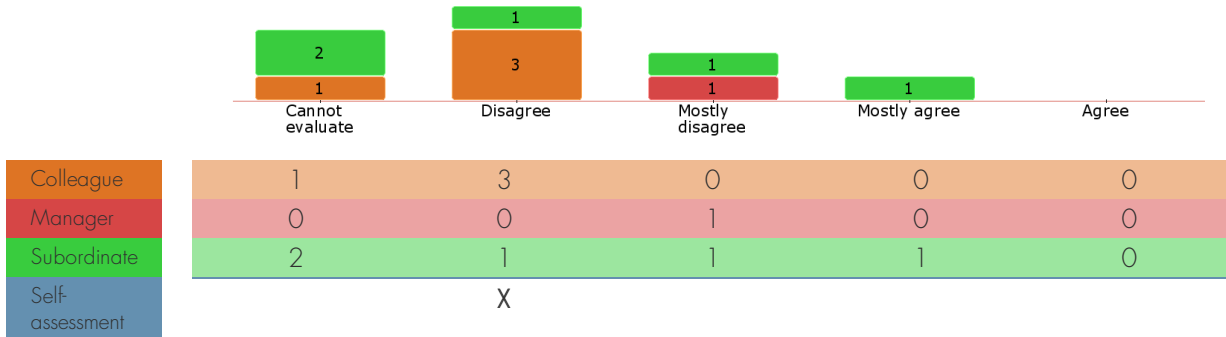 1
2
1
3
1
1
1
Cannot
evaluate
Disagree
Mostly
disagree
Mostly agree
Agree
Colleague 1 3 0 0 0
Manager 0 0 1 0 0
Subordinate 2 1 1 1 0
Self-
assessment
X